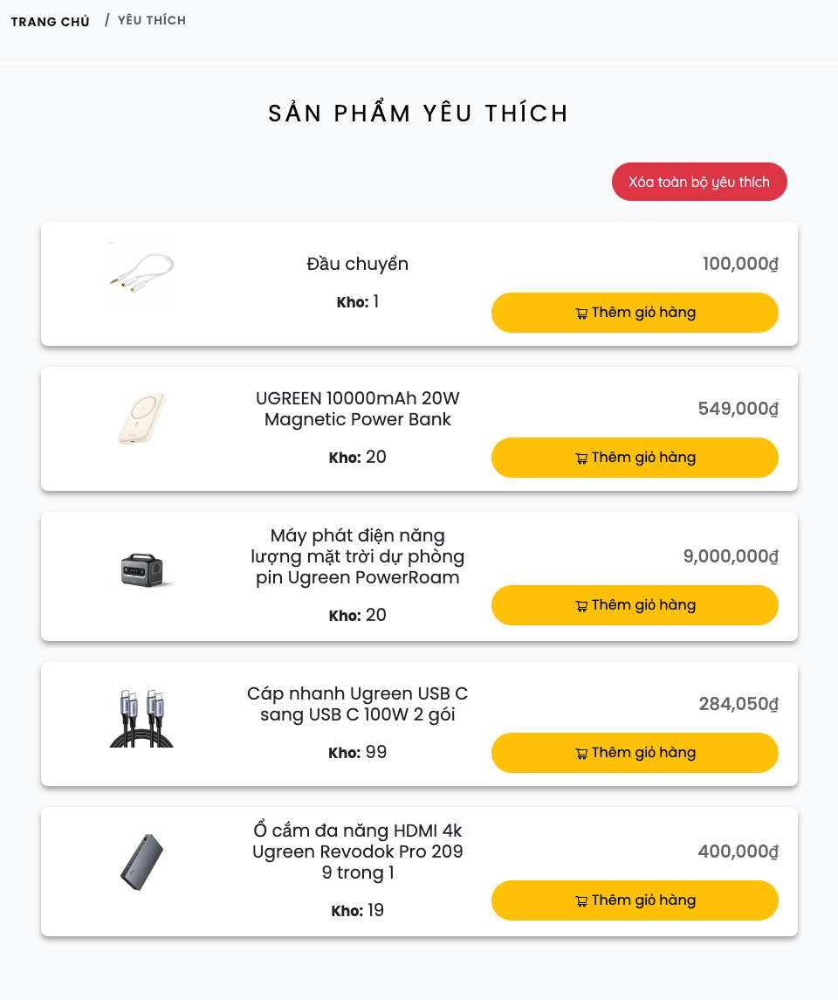 TRANG CHỦ / YÊU THÍCH
SẢN PHẨM YÊU THÍCH
Xóa toàn bộ yêu thích
Đầu chuyển
Kho: 1
100,000₫
Thêm giỏ hàng
UGREEN 10000mAh 20W
Magnetic Power Bank
Kho: 20
549,000₫
Thêm giỏ hàng
Máy phát điện năng
lượng mặt trời dự phòng
pin Ugreen PowerRoam
Kho: 20
9,000,000₫
Thêm giỏ hàng
Cáp nhanh Ugreen USB C
sang USB C 100W 2 gói
Kho: 99
284,050₫
Thêm giỏ hàng
Ổ cắm đa năng HDMI 4k
Ugreen Revodok Pro 209
9 trong 1
Kho: 19
400,000₫
Thêm giỏ hàng